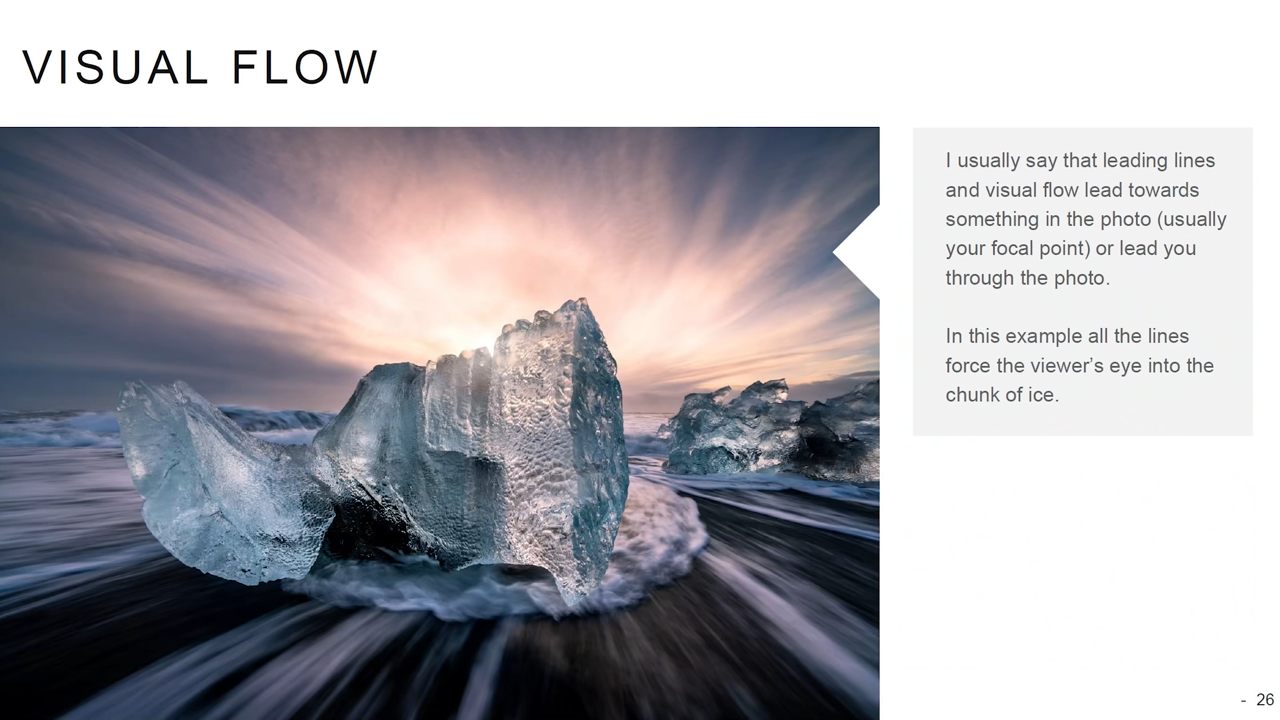 VISUAL FLOW
I usually say that leading lines
and visual flow lead towards
something in the photo (usually
your focal point) or lead you
through the photo.
In this example all the lines
force the viewer’s eye into the
chunk of ice.
- 26